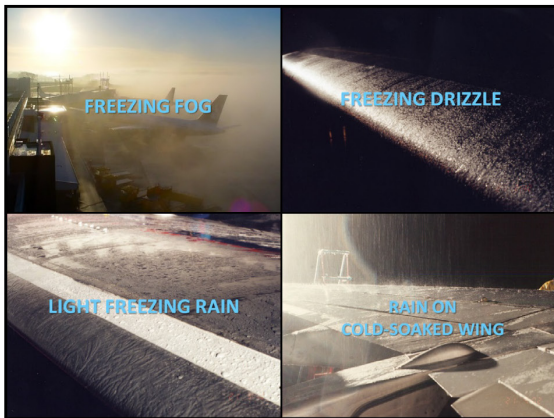 FREEZING FOG
FREEZING DRIZZLE
LIGHT FREEZING RAIN
RAIN ON
COLD-SOAKED WING